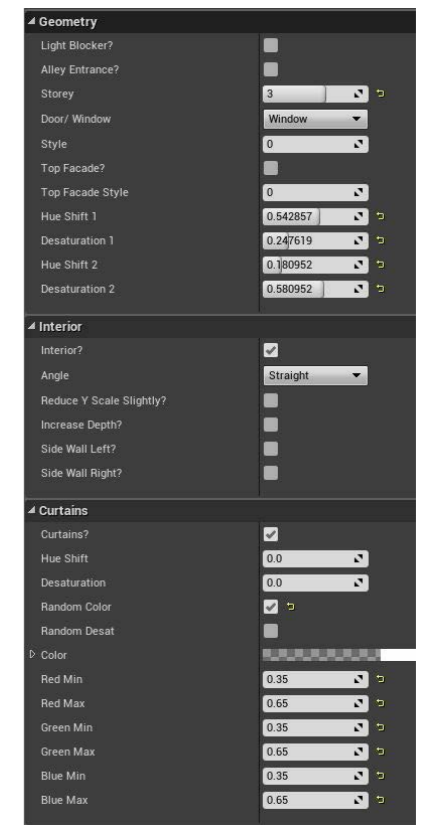 Geometry
Light Blocker?
Alley Entrance?
Storey 3
Door/ Window Window
Style 0
Top Facade?
Top Facade Style 0
Hue Shift 1 0.542857
Desaturation 1 0.247619
Hue Shift 2 0.180952
Desaturation 2 0.580952
Interior
Interior?
Angle Straight
Reduce Y Scale Slightly?
Increase Depth?
Side Wall Left?
Side Wall Right?
Curtains
Curtains?
Hue Shift 0.0
Desaturation 0.0
Random Color
Random Desat
Color
Red Min 0.35
Red Max 0.65
Green Min 0.35
Green Max 0.65
Blue Min 0.35
Blue Max 0.65